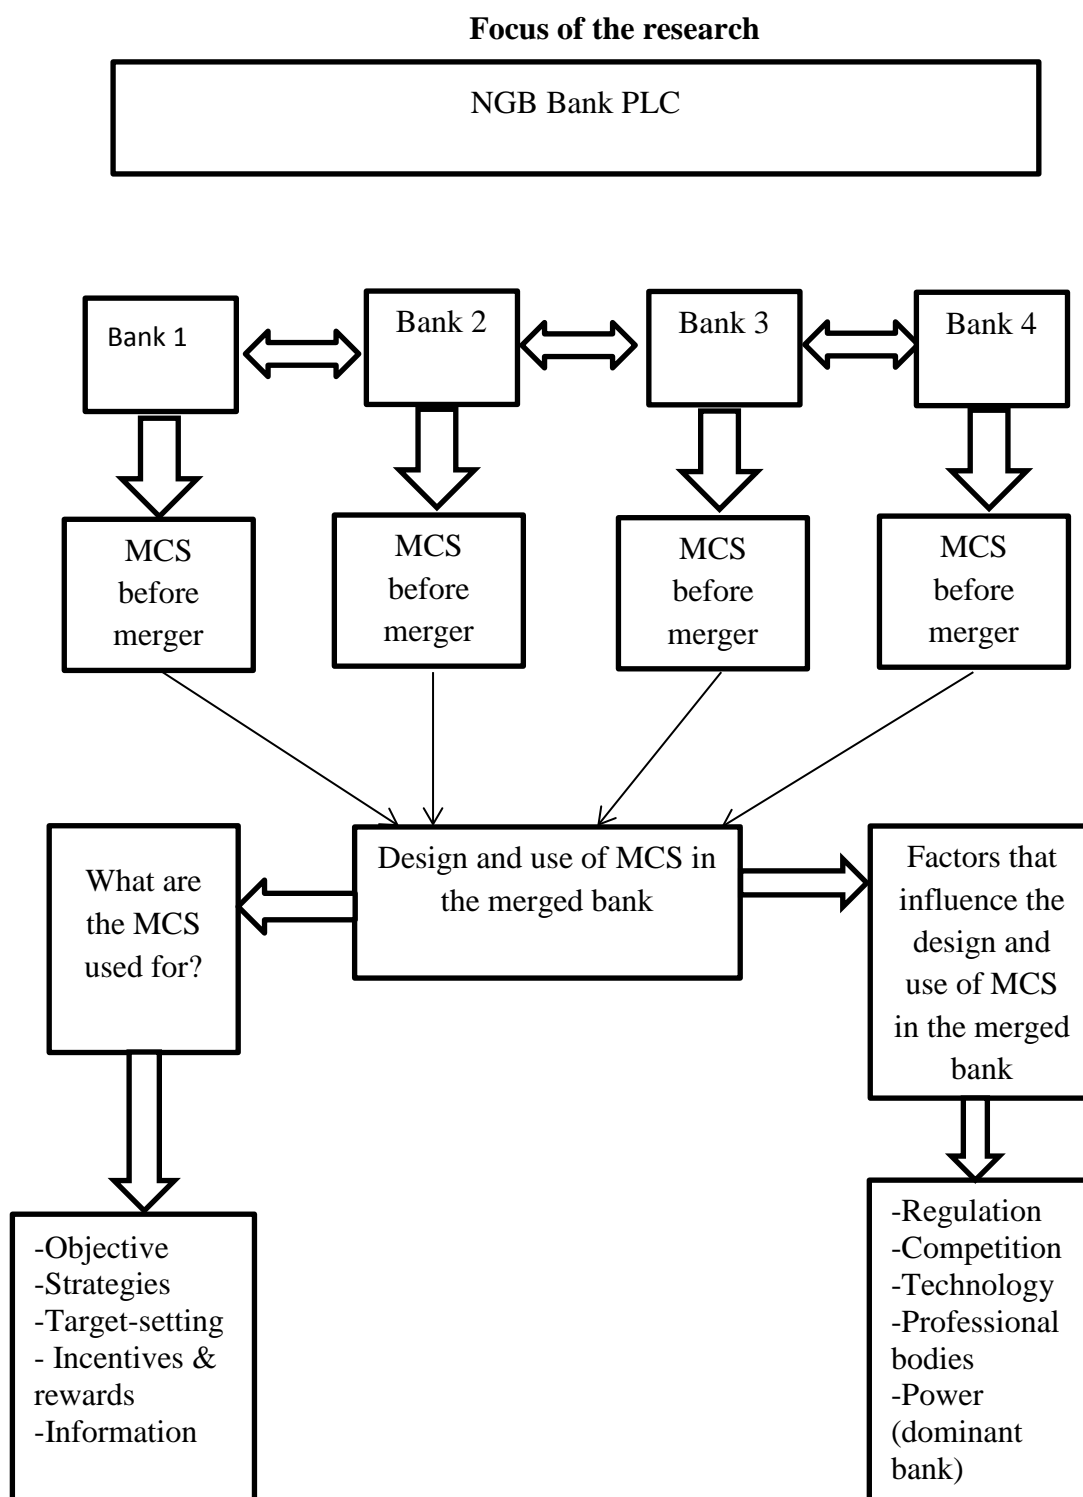 Focus of the research
NGB Bank PLC
Bank 1
Bank 2
Bank 3
Bank 4
MCS
before
merger
MCS
before
merger
MCS
before
merger
MCS
before
merger
What are
the MCS
used for?
Design and use of MCS in
the merged bank
Factors that
influence the
design and
use of MCS
in the merged
bank
-Objective
-Strategies
-Target-setting
- Incentives &
rewards
-Information
-Regulation
-Competition
-Technology
-Professional
bodies
-Power
(dominant
bank)